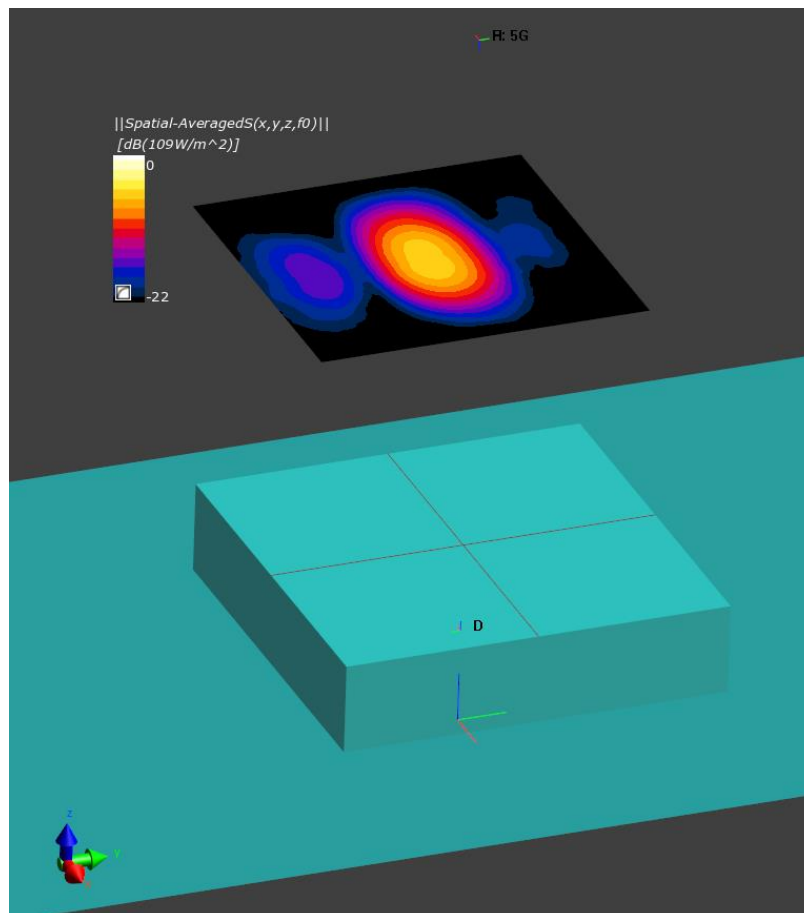 5G
||Spatial-AveragedS(x,y,z,f0)||
[dB(109W/m^2)]
0
-22
D
z
Y